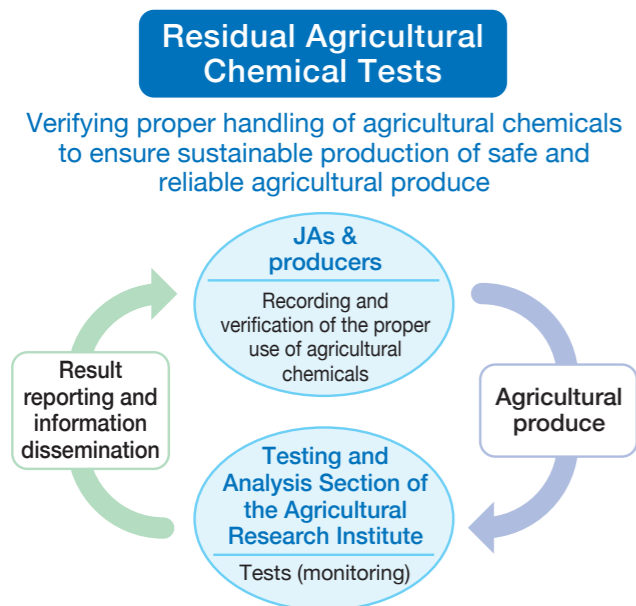 Residual Agricultural
Chemical Tests
Verifying proper handling of agricultural chemicals
to ensure sustainable production of safe and
reliable agricultural produce
JAs &
producers
Recording and
verification of the proper
use of agricultural
chemicals
Result
reporting and
information
dissemination
Agricultural
produce
Testing and
Analysis Section of
the Agricultural
Research Institute
Tests (monitoring)